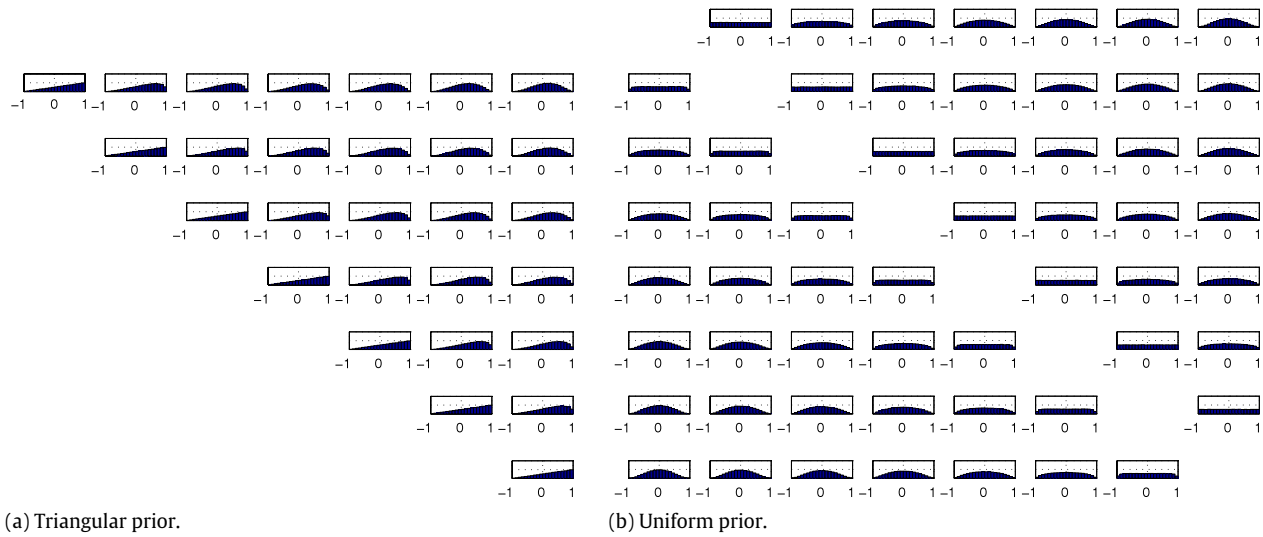 −1 0 1 −1 0 1 −1 0 1 −1 0 1 −1 0 1 −1 0 1 −1 0 1
−1 0 1 −1 0 1 −1 0 1 −1 0 1 −1 0 1 −1 0 1 −1 0 1 −1 0 1 −1 0 1 −1 0 1 −1 0 1 −1 0 1 −1 0 1 −1 0 1
−1 0 1 −1 0 1 −1 0 1 −1 0 1 −1 0 1 −1 0 1 −1 0 1 −1 0 1 −1 0 1 −1 0 1 −1 0 1 −1 0 1 −1 0 1
−1 0 1 −1 0 1 −1 0 1 −1 0 1 −1 0 1 −1 0 1 −1 0 1 −1 0 1 −1 0 1 −1 0 1 −1 0 1 −1 0 1
−1 0 1 −1 0 1 −1 0 1 −1 0 1 −1 0 1 −1 0 1 −1 0 1 −1 0 1 −1 0 1 −1 0 1 −1 0 1
−1 0 1 −1 0 1 −1 0 1 −1 0 1 −1 0 1 −1 0 1 −1 0 1 −1 0 1 −1 0 1 −1 0 1
−1 0 1 −1 0 1 −1 0 1 −1 0 1 −1 0 1 −1 0 1 −1 0 1 −1 0 1 −1 0 1
−1 0 1 −1 0 1 −1 0 1 −1 0 1 −1 0 1 −1 0 1 −1 0 1 −1 0 1
(a) Triangular prior.
(b) Uniform prior.